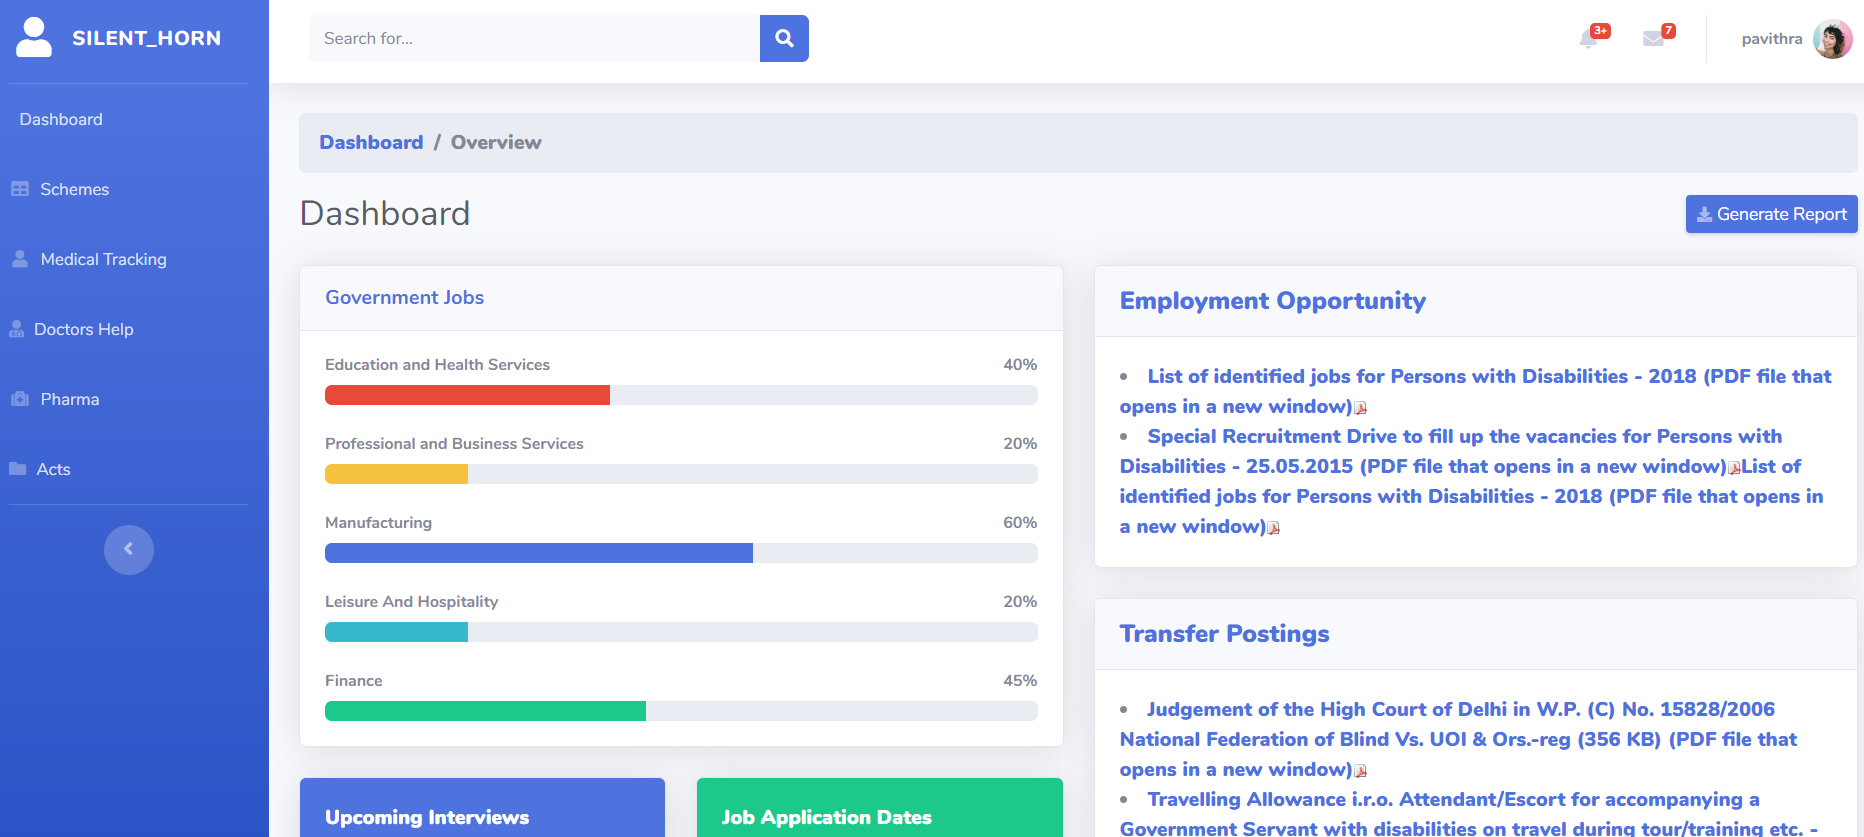 SILENT_HORN
Search for...
3+
7
pavithra
Dashboard
Schemes
Medical Tracking
Doctors Help
Pharma
Acts
Dashboard / Overview
Dashboard
Generate Report
Government Jobs
Education and Health Services 40%
Professional and Business Services 20%
Manufacturing 60%
Leisure And Hospitality 20%
Finance 45%
Upcoming Interviews
Job Application Dates
Employment Opportunity
• List of identified jobs for Persons with Disabilities - 2018 (PDF file that
opens in a new window)
• Special Recruitment Drive to fill up the vacancies for Persons with
Disabilities - 25.05.2015 (PDF file that opens in a new window)List of
identified jobs for Persons with Disabilities - 2018 (PDF file that opens in
a new window)
Transfer Postings
• Judgement of the High Court of Delhi in W.P. (C) No. 15828/2006
National Federation of Blind Vs. UOI & Ors.-reg (356 KB) (PDF file that
opens in a new window)
• Travelling Allowance i.r.o. Attendant/Escort for accompanying a
Government Servant with disabilities on travel during tour/training etc. -